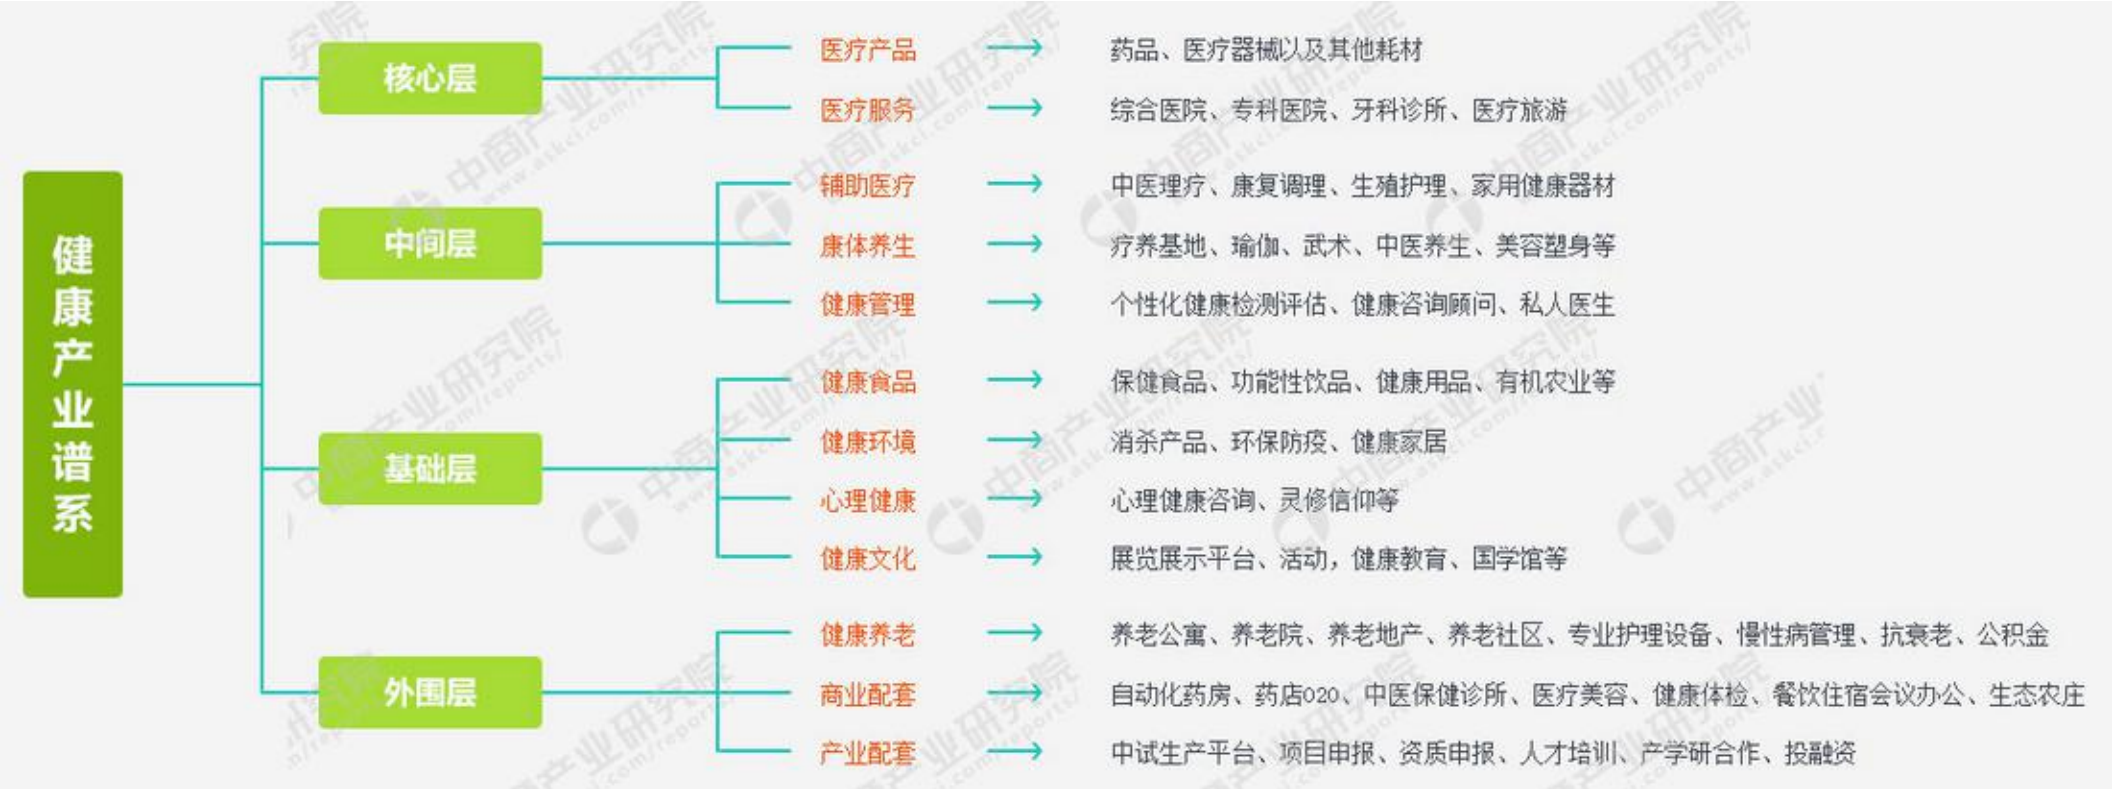 健康产业谱系
核心层
医疗产品 → 药品、医疗器械以及其他耗材
医疗服务 → 综合医院、专科医院、牙科诊所、医疗旅游
中间层
辅助医疗 → 中医理疗、康复调理、生殖护理、家用健康器材
康体养生 → 疗养基地、瑜伽、武术、中医养生、美容塑身等
健康管理 → 个性化健康检测评估、健康咨询顾问、私人医生
基础层
健康食品 → 保健食品、功能性饮品、健康用品、有机农业等
健康环境 → 消杀产品、环保防疫、健康家居
心理健康 → 心理健康咨询、灵修信仰等
健康文化 → 展览展示平台、活动，健康教育、国学馆等
外围层
健康养老 → 养老公寓、养老院、养老地产、养老社区、专业护理设备、慢性病管理、抗衰老、公积金
商业配套 → 自动化药房、药店O2O、中医保健诊所、医疗美容、健康体检、餐饮住宿会议办公、生态农庄
产业配套 → 中试生产平台、项目申报、资质申报、人才培训、产学研合作、投融资
中商产业研究院
www.askci.com/reports/